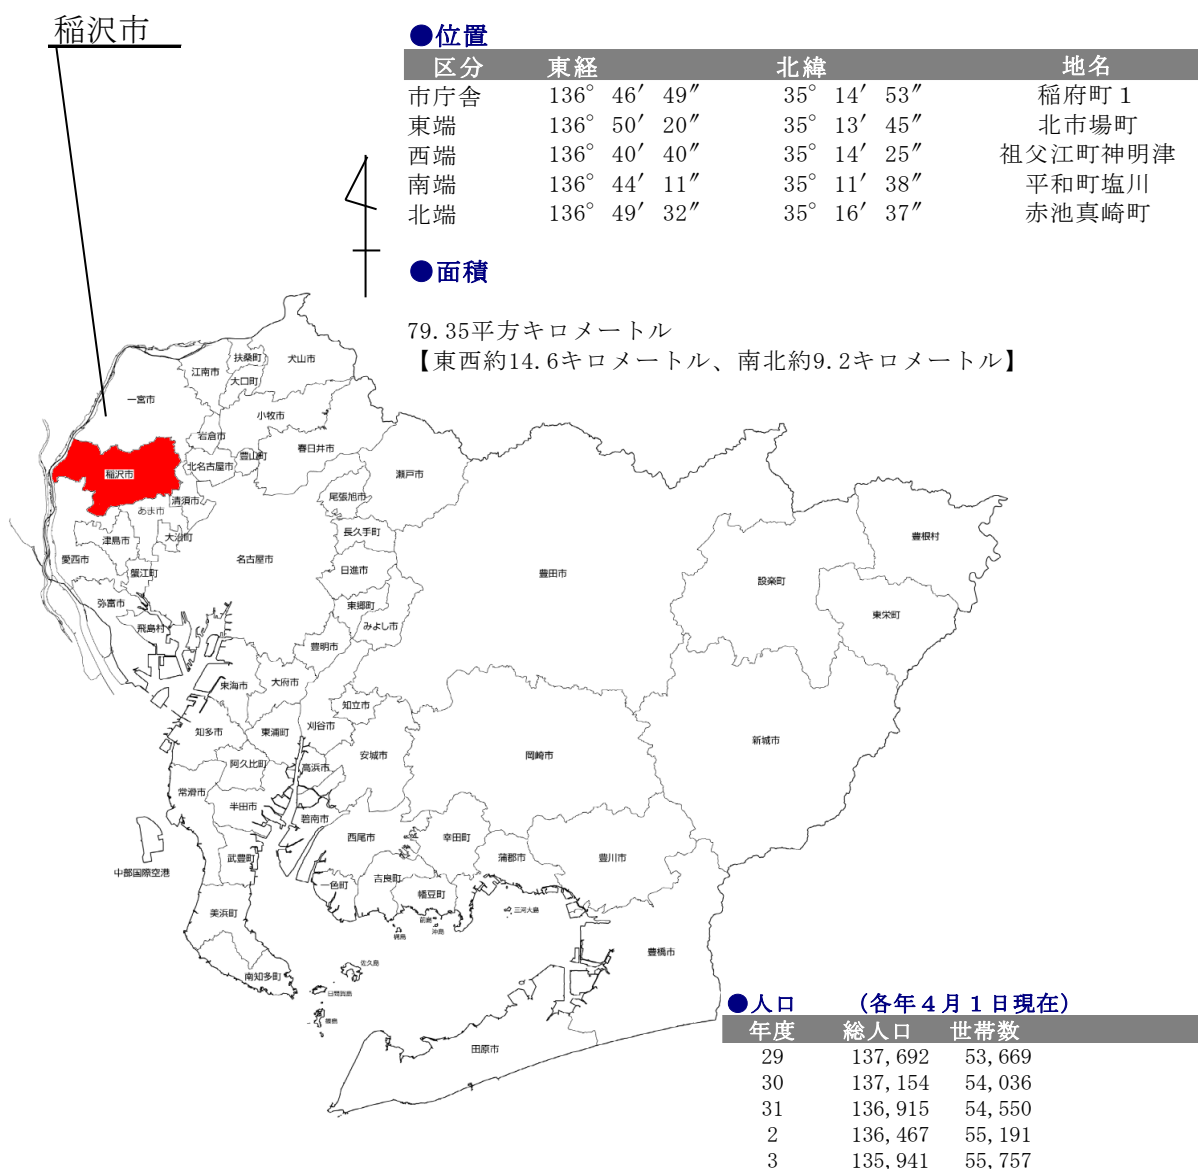 稲沢市
●位置
区分 東経 北緯 地名
市庁舎 136° 46′ 49″ 35° 14′ 53″ 稲府町１
東端 136° 50′ 20″ 35° 13′ 45″ 北市場町
西端 136° 40′ 40″ 35° 14′ 25″ 祖父江町神明津
南端 136° 44′ 11″ 35° 11′ 38″ 平和町塩川
北端 136° 49′ 32″ 35° 16′ 37″ 赤池真崎町
●面積
79.35平方キロメートル
【東西約14.6キロメートル、南北約9.2キロメートル】
扶桑町
犬山市
江南市
大口町
一宮市
小牧市
岩倉市
春日井市
豊山町
北名古屋市
稲沢市
瀬戸市
清須市
尾張旭市
あま市
長久手町
津島市
大治町
豊根村
愛西市
名古屋市
日進市
豊田市
設楽町
蟹江町
弥富市
東郷町
東栄町
飛島村
みよし市
豊明市
東海市
大府市
知立市
知多市
東浦町
刈谷市
安城市
岡崎市
新城市
阿久比町
高浜市
常滑市
半田市
碧南市
西尾市
幸田町
蒲郡市
豊川市
武豊町
中部国際空港
一色町
吉良町
幡豆町
美浜町
前島
三河大島
沖島
豊橋市
佐久島
南知多町
日間賀島
篠島
田原市
●人口 （各年４月１日現在）
年度 総人口 世帯数
29 137,692 53,669
30 137,154 54,036
31 136,915 54,550
2 136,467 55,191
3 135,941 55,757